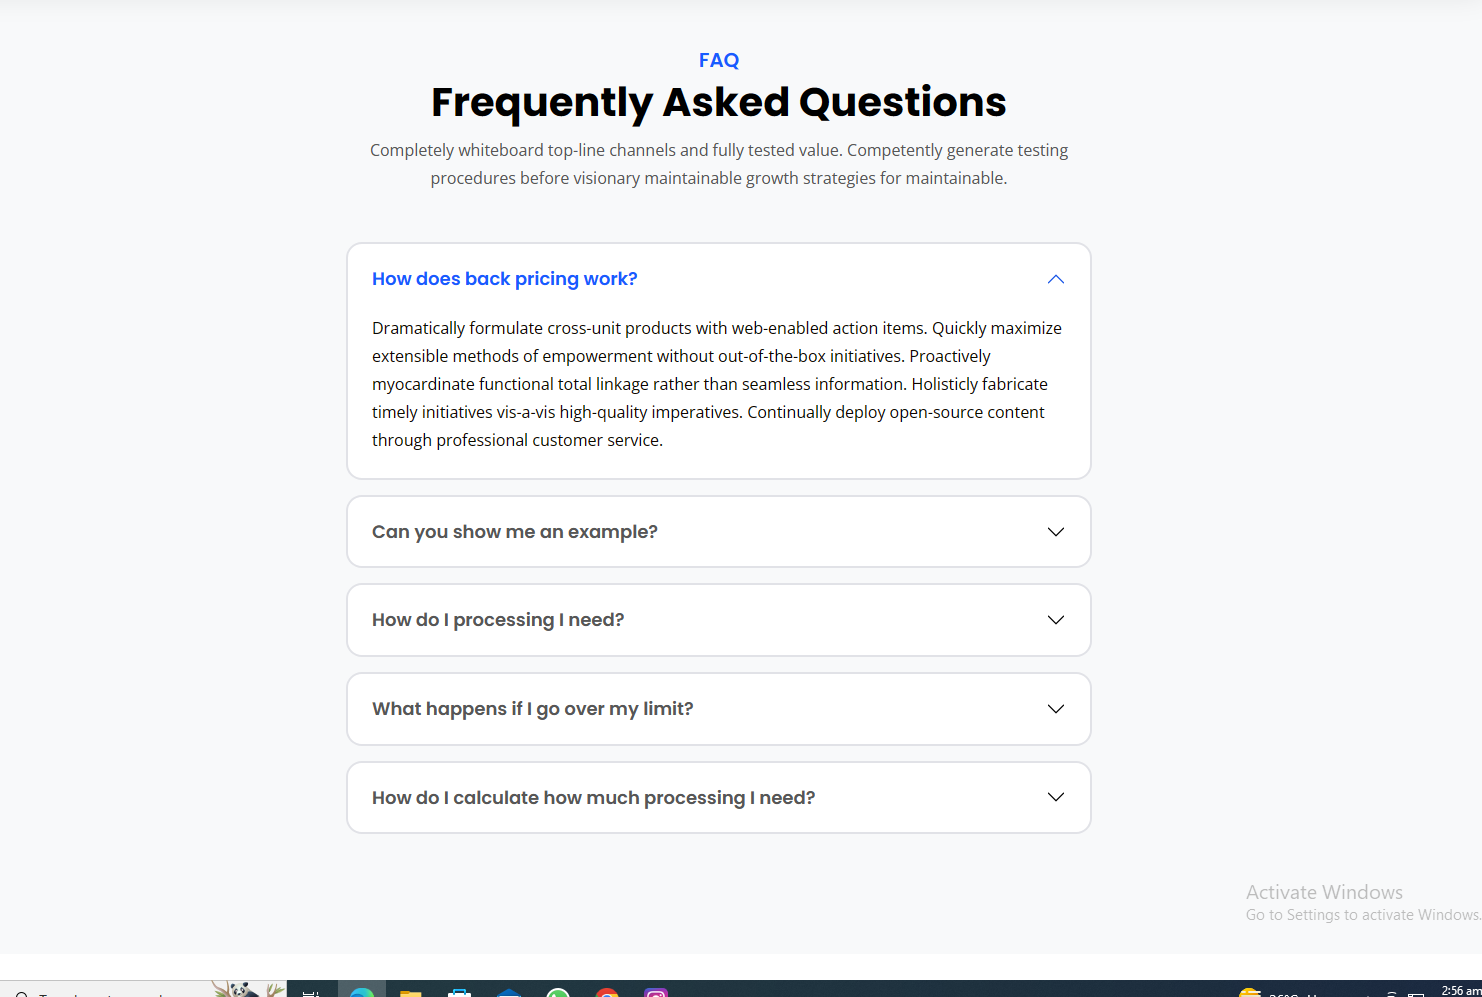 FAQ
Frequently Asked Questions
Completely whiteboard top-line channels and fully tested value. Competently generate testing
procedures before visionary maintainable growth strategies for maintainable.
How does back pricing work?
Dramatically formulate cross-unit products with web-enabled action items. Quickly maximize
extensible methods of empowerment without out-of-the-box initiatives. Proactively
myocardinate functional total linkage rather than seamless information. Holisticly fabricate
timely initiatives vis-a-vis high-quality imperatives. Continually deploy open-source content
through professional customer service.
Can you show me an example?
How do I processing I need?
What happens if I go over my limit?
How do I calculate how much processing I need?
Activate Windows
Go to Settings to activate Windows.
2:56 am